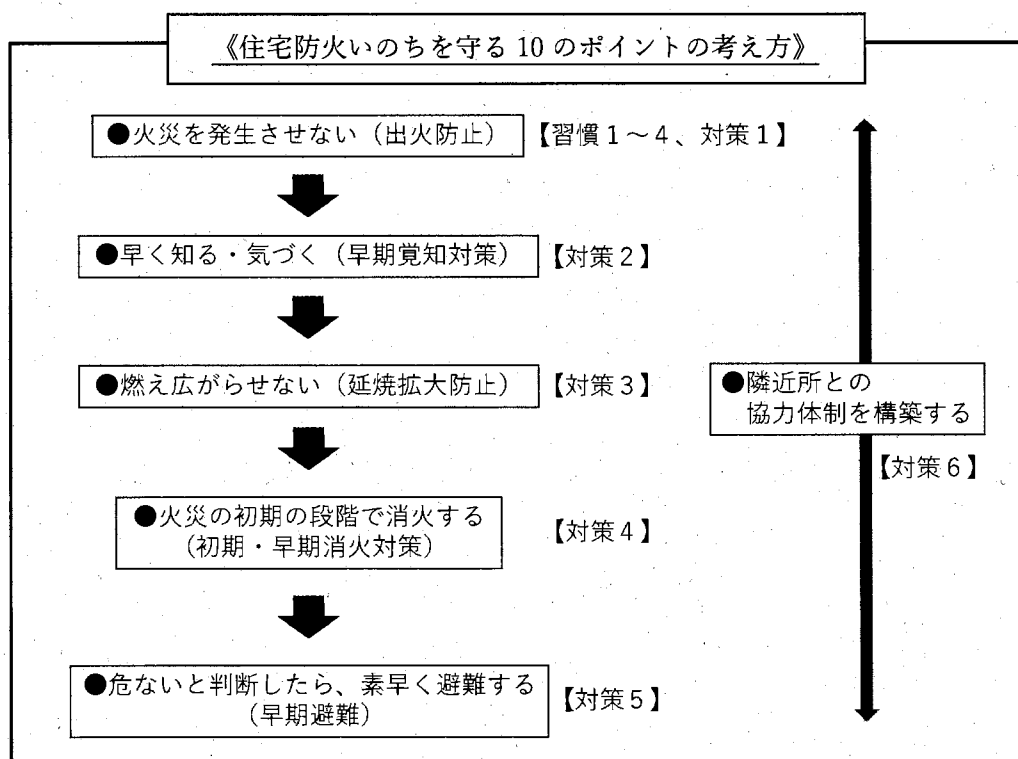 《住宅防火いのちを守る 10 のポイントの考え方》
●火災を発生させない（出火防止）
【習慣１～４、対策１】
●早く知る・気づく（早期覚知対策）
【対策２】
●燃え広がらせない（延焼拡大防止）
【対策３】
●隣近所との
協力体制を構築する
【対策６】
●火災の初期の段階で消火する
（初期・早期消火対策）
【対策４】
●危ないと判断したら、素早く避難する
（早期避難）
【対策５】